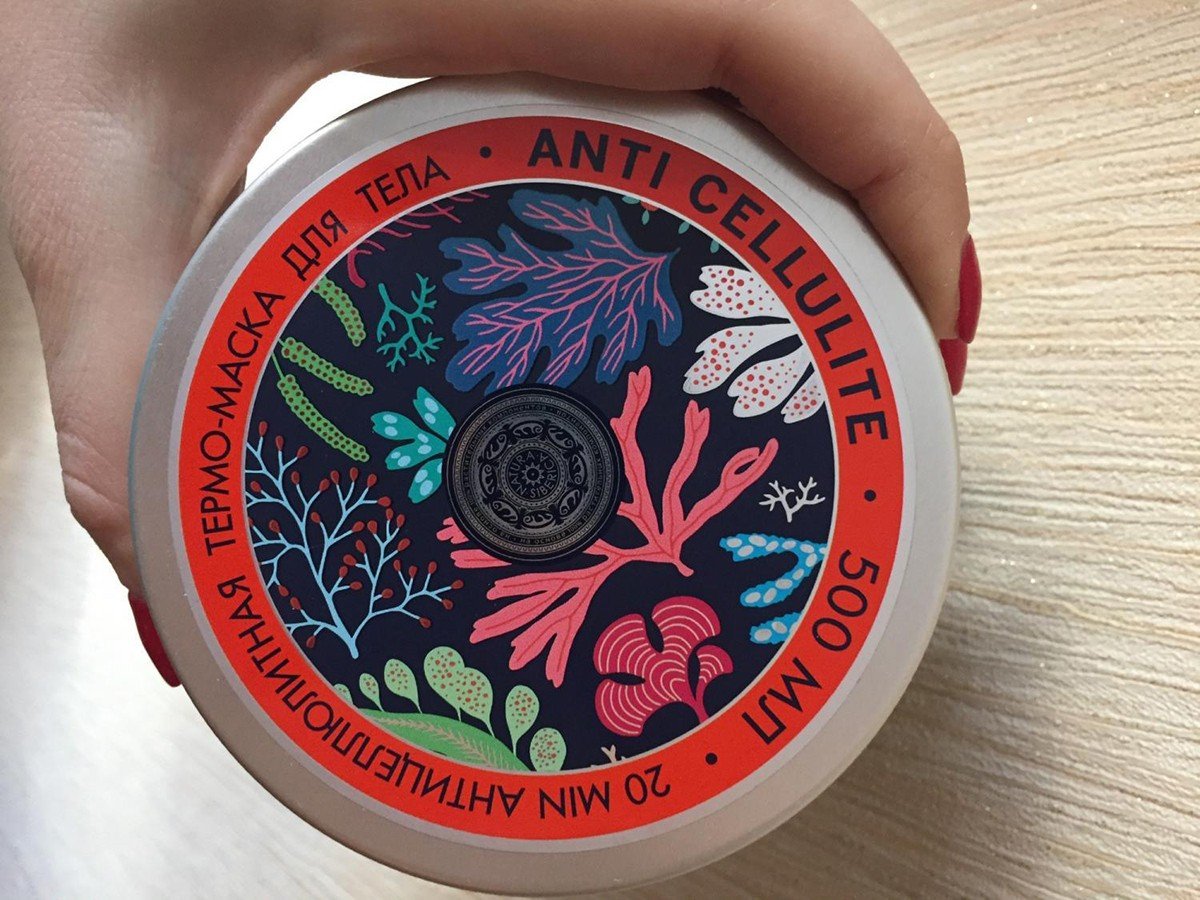 ANTI CELLULITE • 500 МЛ • 20 MIN АНТИЦЕЛЛЮЛИТНАЯ ТЕРМО-МАСКА ДЛЯ ТЕЛА •